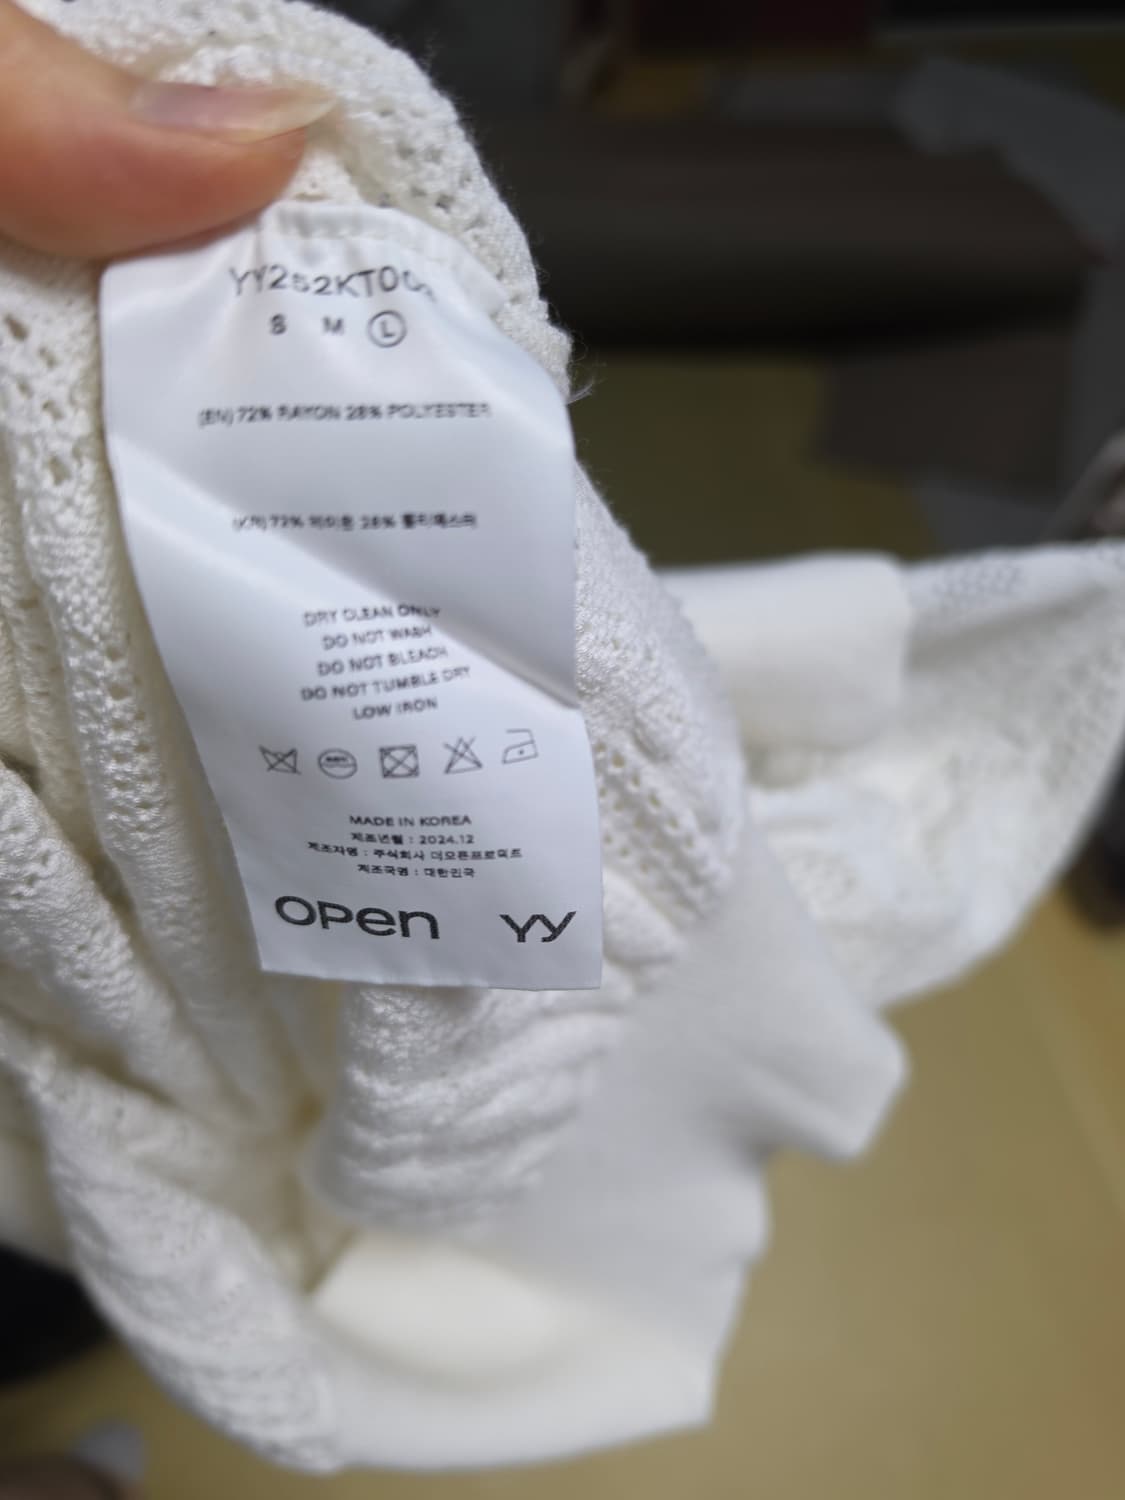 S M L
(EN) 72% RAYON 28% POLYESTER
(KR) 72% 레이온 28% 폴리에스터
DRY CLEAN ONLY
DO NOT WASH
DO NOT BLEACH
DO NOT TUMBLE DRY
LOW IRON
MADE IN KOREA
제조년월 : 2024.12
제조자명 : 주식회사 더오픈프로덕트
제조국명 : 대한민국
OPEN YY